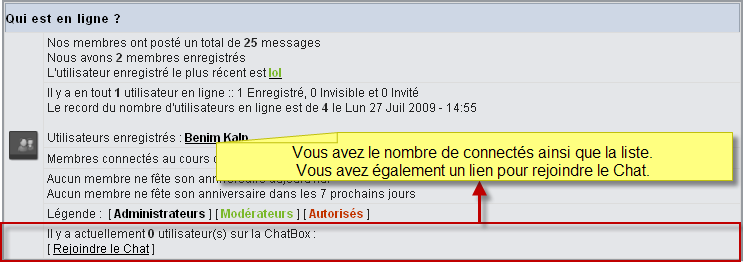 Qui est en ligne ?
Nos membres ont posté un total de 25 messages
Nous avons 2 membres enregistrés
L'utilisateur enregistré le plus récent est lol
Il y a en tout 1 utilisateur en ligne :: 1 Enregistré, 0 Invisible et 0 Invité
Le record du nombre d'utilisateurs en ligne est de 4 le Lun 27 Juil 2009 - 14:55
Utilisateurs enregistrés : Benim Kalp
Membres connectés au cours
Vous avez le nombre de connectés ainsi que la liste.
Vous avez également un lien pour rejoindre le Chat.
Aucun membre ne fête son
Aucun membre ne fête son anniversaire dans les 7 prochains jours
Légende : [ Administrateurs ] [ Modérateurs ] [ Autorisés ]
Il y a actuellement 0 utilisateur(s) sur la ChatBox :
[ Rejoindre le Chat ]